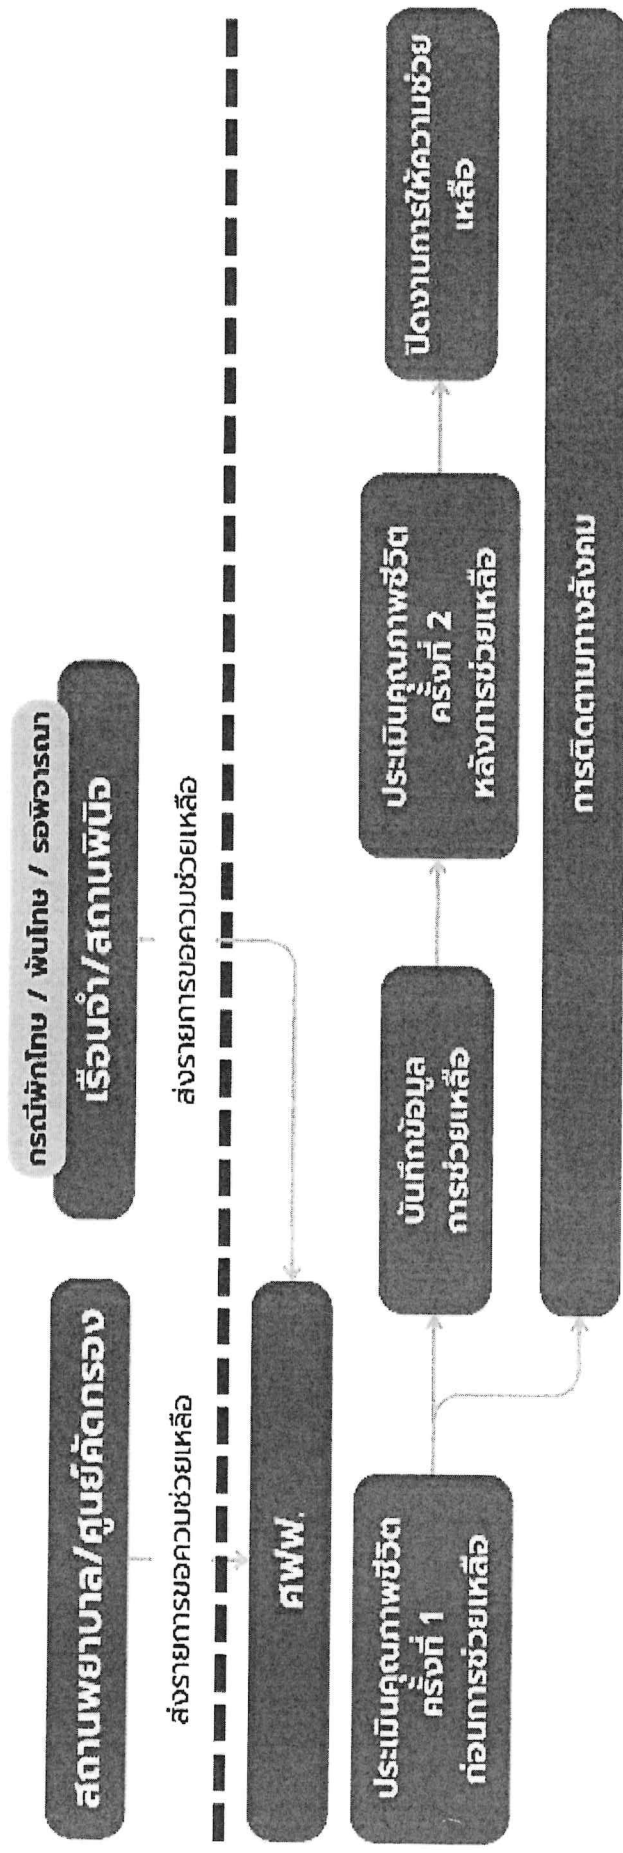 สถานพยาบาล/ศูนย์คัดกรอง
กรณีพักโทษ / พ้นโทษ / รอพิจารณา
เรือนจำ/สถานพินิจ
ส่งรายการขอควมช่วยเหลือ
ส่งรายการขอควมช่วยเหลือ
ศฟฟ.
ประเมินคุณภาพชีวิต
ครั้งที่ 1
ก่อนการช่วยเหลือ
บันทึกข้อมูล
การช่วยเหลือ
ประเมินคุณภาพชีวิต
ครั้งที่ 2
หลังการช่วยเหลือ
ปิดงานการให้ความช่วย
เหลือ
การติดตามทางสังคม